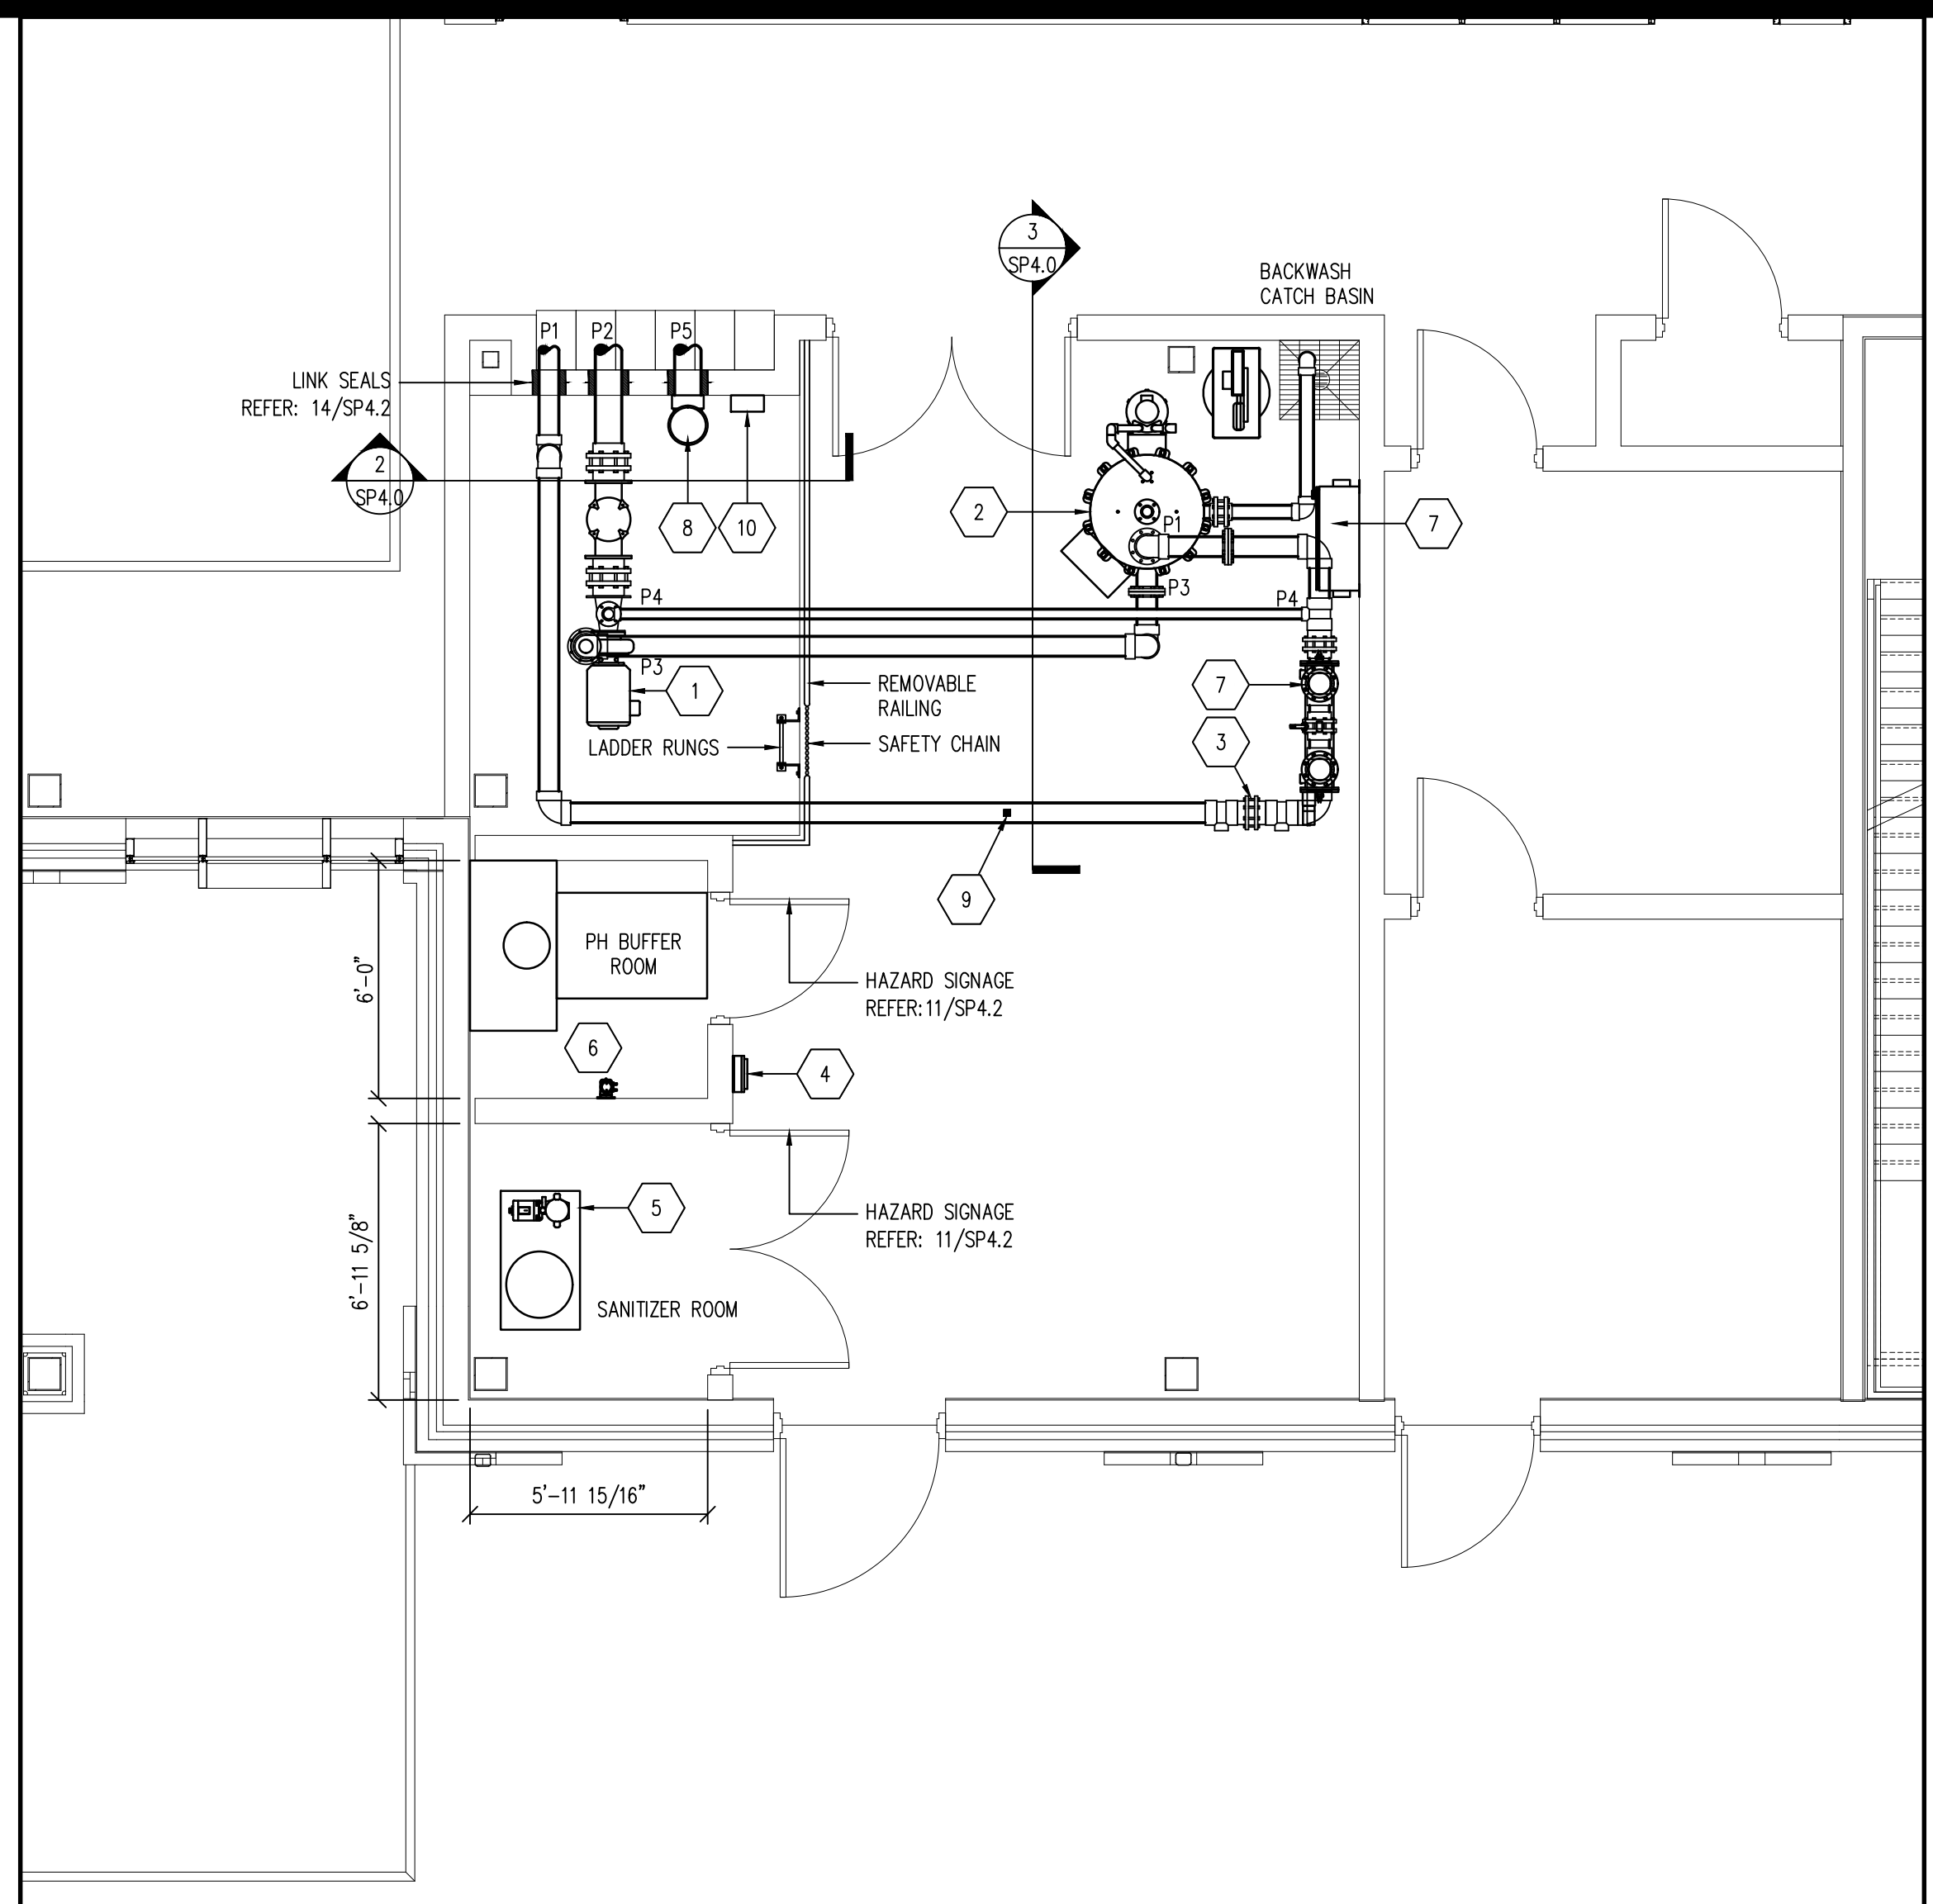 3
SP4.0
BACKWASH
CATCH BASIN
P1
P2
P5
LINK SEALS
REFER: 14/SP4.2
2
SP4.0
8
10
2
P1
7
P3
P4
P4
P3
1
7
REMOVABLE
RAILING
3
LADDER RUNGS
SAFETY CHAIN
9
PH BUFFER
ROOM
6'-0"
HAZARD SIGNAGE
REFER:11/SP4.2
6
4
5
HAZARD SIGNAGE
REFER: 11/SP4.2
6'-11 5/8"
SANITIZER ROOM
5'-11 15/16"